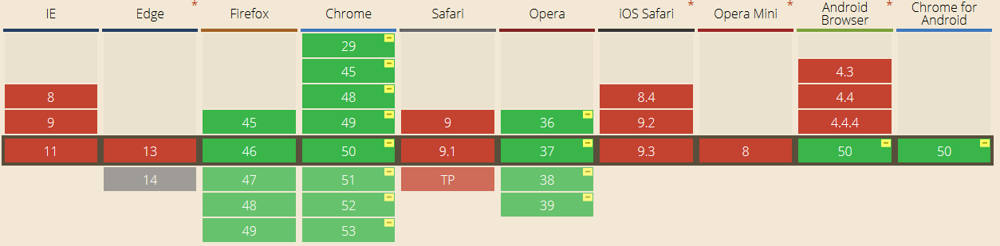 IE Edge * Firefox Chrome Safari Opera iOS Safari * Opera Mini * Android Browser * Chrome for Android
29
45 4.3
8 48 8.4 4.4
9 45 49 9 36 9.2 4.4.4
11 13 46 50 9.1 37 9.3 8 50 50
14 47 51 TP 38
48 52 39
49 53